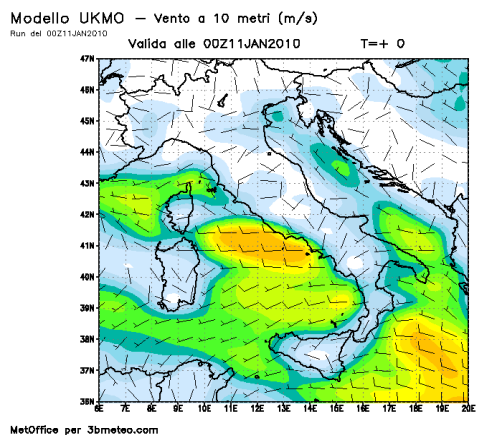 Modello UKMO – Vento a 10 metri (m/s)
Run del 00Z11JAN2010
Valida alle 00Z11JAN2010 T=+ 0
47N
46N
45N
44N
43N
42N
41N
40N
39N
38N
37N
36N
6E 7E 8E 9E 10E 11E 12E 13E 14E 15E 16E 17E 18E 19E 20E
MetOffice per 3bmeteo.com